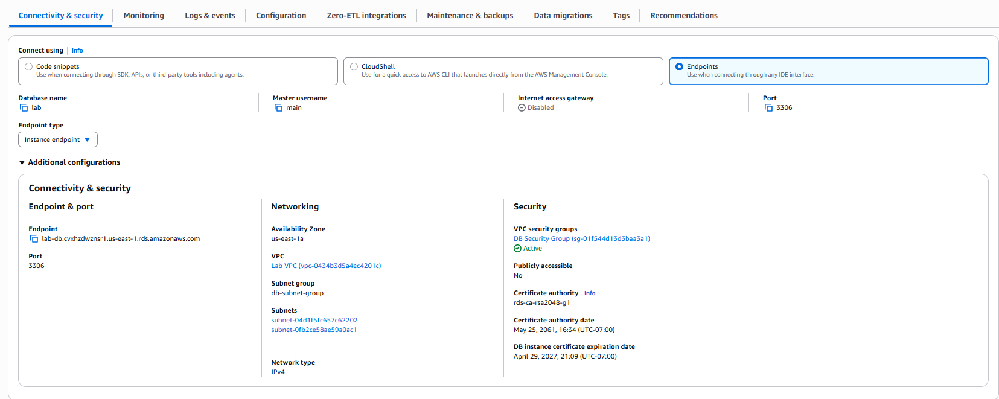 Connectivity & security
Monitoring
Logs & events
Configuration
Zero-ETL integrations
Maintenance & backups
Data migrations
Tags
Recommendations
Connect using Info
Code snippets
Use when connecting through SDK, APIs, or third-party tools including agents.
CloudShell
Use for a quick access to AWS CLI that launches directly from the AWS Management Console.
Endpoints
Use when connecting through any IDE interface.
Database name
lab
Master username
main
Internet access gateway
Disabled
Port
3306
Endpoint type
Instance endpoint
Additional configurations
Connectivity & security
Endpoint & port
Endpoint
lab-db.cvxhzdwznsr1.us-east-1.rds.amazonaws.com
Port
3306
Networking
Availability Zone
us-east-1a
VPC
Lab VPC (vpc-0434b3d5a4ec4201c)
Subnet group
db-subnet-group
Subnets
subnet-04d1f5fc657c62202
subnet-0fb2ce58ae59a0ac1
Network type
IPv4
Security
VPC security groups
DB Security Group (sg-01f544d13d3baa3a1)
Active
Publicly accessible
No
Certificate authority Info
rds-ca-rsa2048-g1
Certificate authority date
May 25, 2061, 16:34 (UTC-07:00)
DB instance certificate expiration date
April 29, 2027, 21:09 (UTC-07:00)